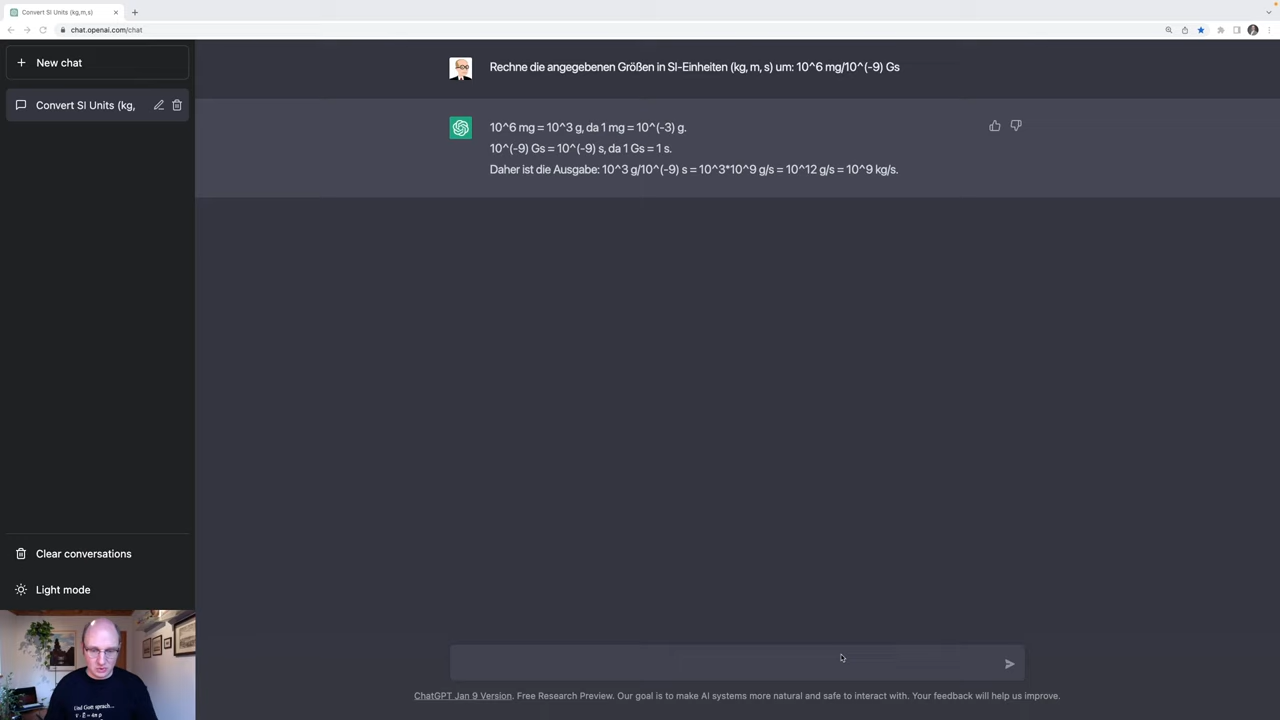 Convert SI Units (kg,m,s)
chat.openai.com/chat
New chat
Convert SI Units (kg,
Rechne die angegebenen Größen in SI-Einheiten (kg, m, s) um: 10^6 mg/10^(-9) Gs
10^6 mg = 10^3 g, da 1 mg = 10^(-3) g.
10^(-9) Gs = 10^(-9) s, da 1 Gs = 1 s.
Daher ist die Ausgabe: 10^3 g/10^(-9) s = 10^3*10^9 g/s = 10^12 g/s = 10^9 kg/s.
Clear conversations
Light mode
Und Gott sprach...
ChatGPT Jan 9 Version. Free Research Preview. Our goal is to make AI systems more natural and safe to interact with. Your feedback will help us improve.